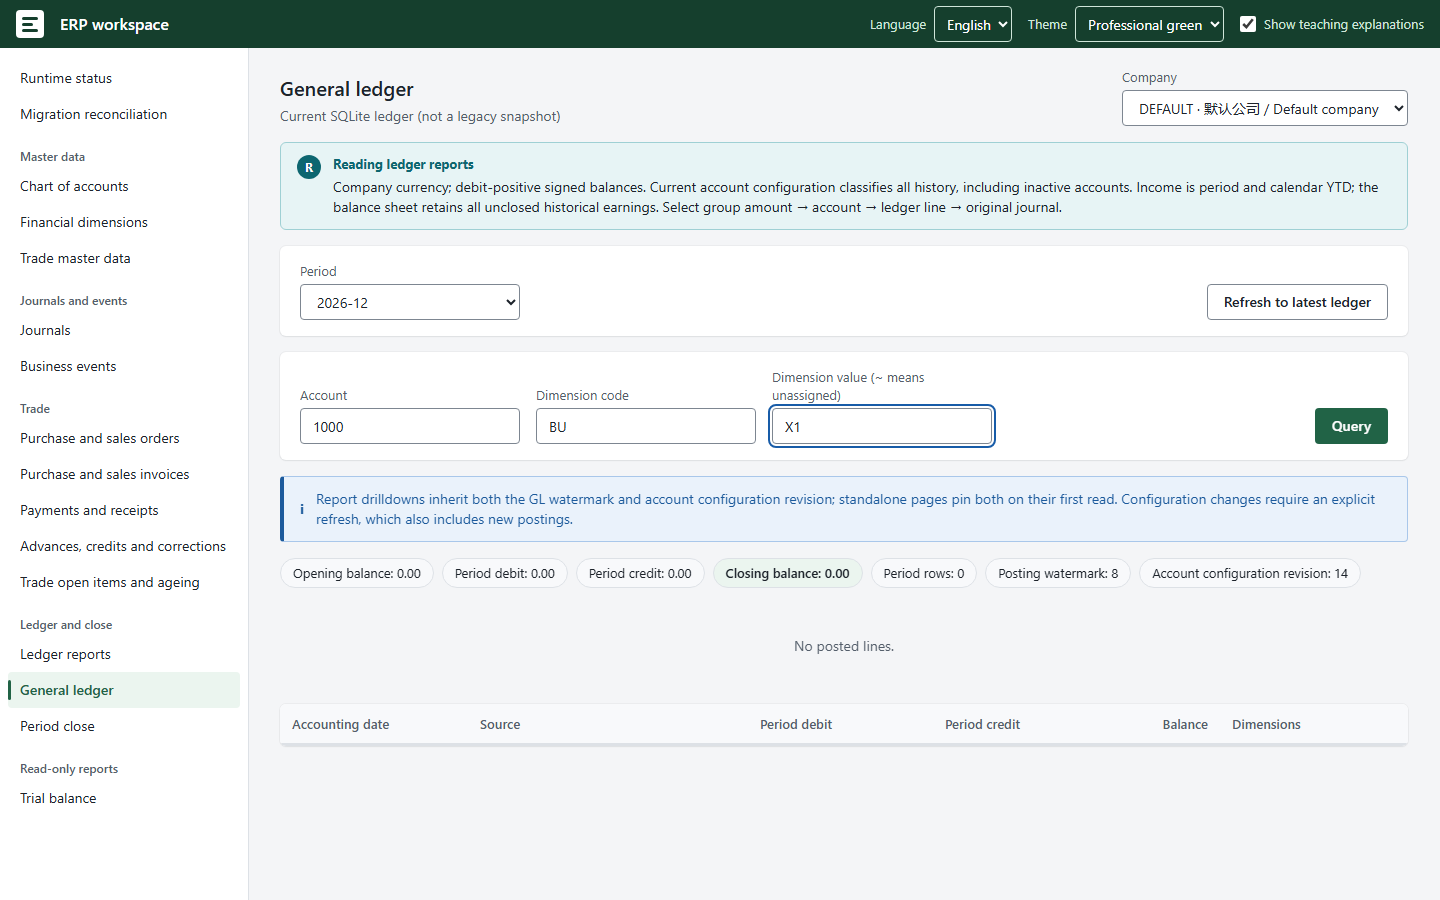 ERP workspace
Language English Theme Professional green Show teaching explanations
Runtime status
Migration reconciliation
Master data
Chart of accounts
Financial dimensions
Trade master data
Journals and events
Journals
Business events
Trade
Purchase and sales orders
Purchase and sales invoices
Payments and receipts
Advances, credits and corrections
Trade open items and ageing
Ledger and close
Ledger reports
General ledger
Period close
Read-only reports
Trial balance
General ledger
Current SQLite ledger (not a legacy snapshot)
Company
DEFAULT · 默认公司 / Default company
R
Reading ledger reports
Company currency; debit-positive signed balances. Current account configuration classifies all history, including inactive accounts. Income is period and calendar YTD; the
balance sheet retains all unclosed historical earnings. Select group amount → account → ledger line → original journal.
Period
2026-12
Refresh to latest ledger
Account
1000
Dimension code
BU
Dimension value (~ means
unassigned)
X1
Query
i
Report drilldowns inherit both the GL watermark and account configuration revision; standalone pages pin both on their first read. Configuration changes require an explicit
refresh, which also includes new postings.
Opening balance: 0.00 Period debit: 0.00 Period credit: 0.00 Closing balance: 0.00 Period rows: 0 Posting watermark: 8 Account configuration revision: 14
No posted lines.
Accounting date Source Period debit Period credit Balance Dimensions